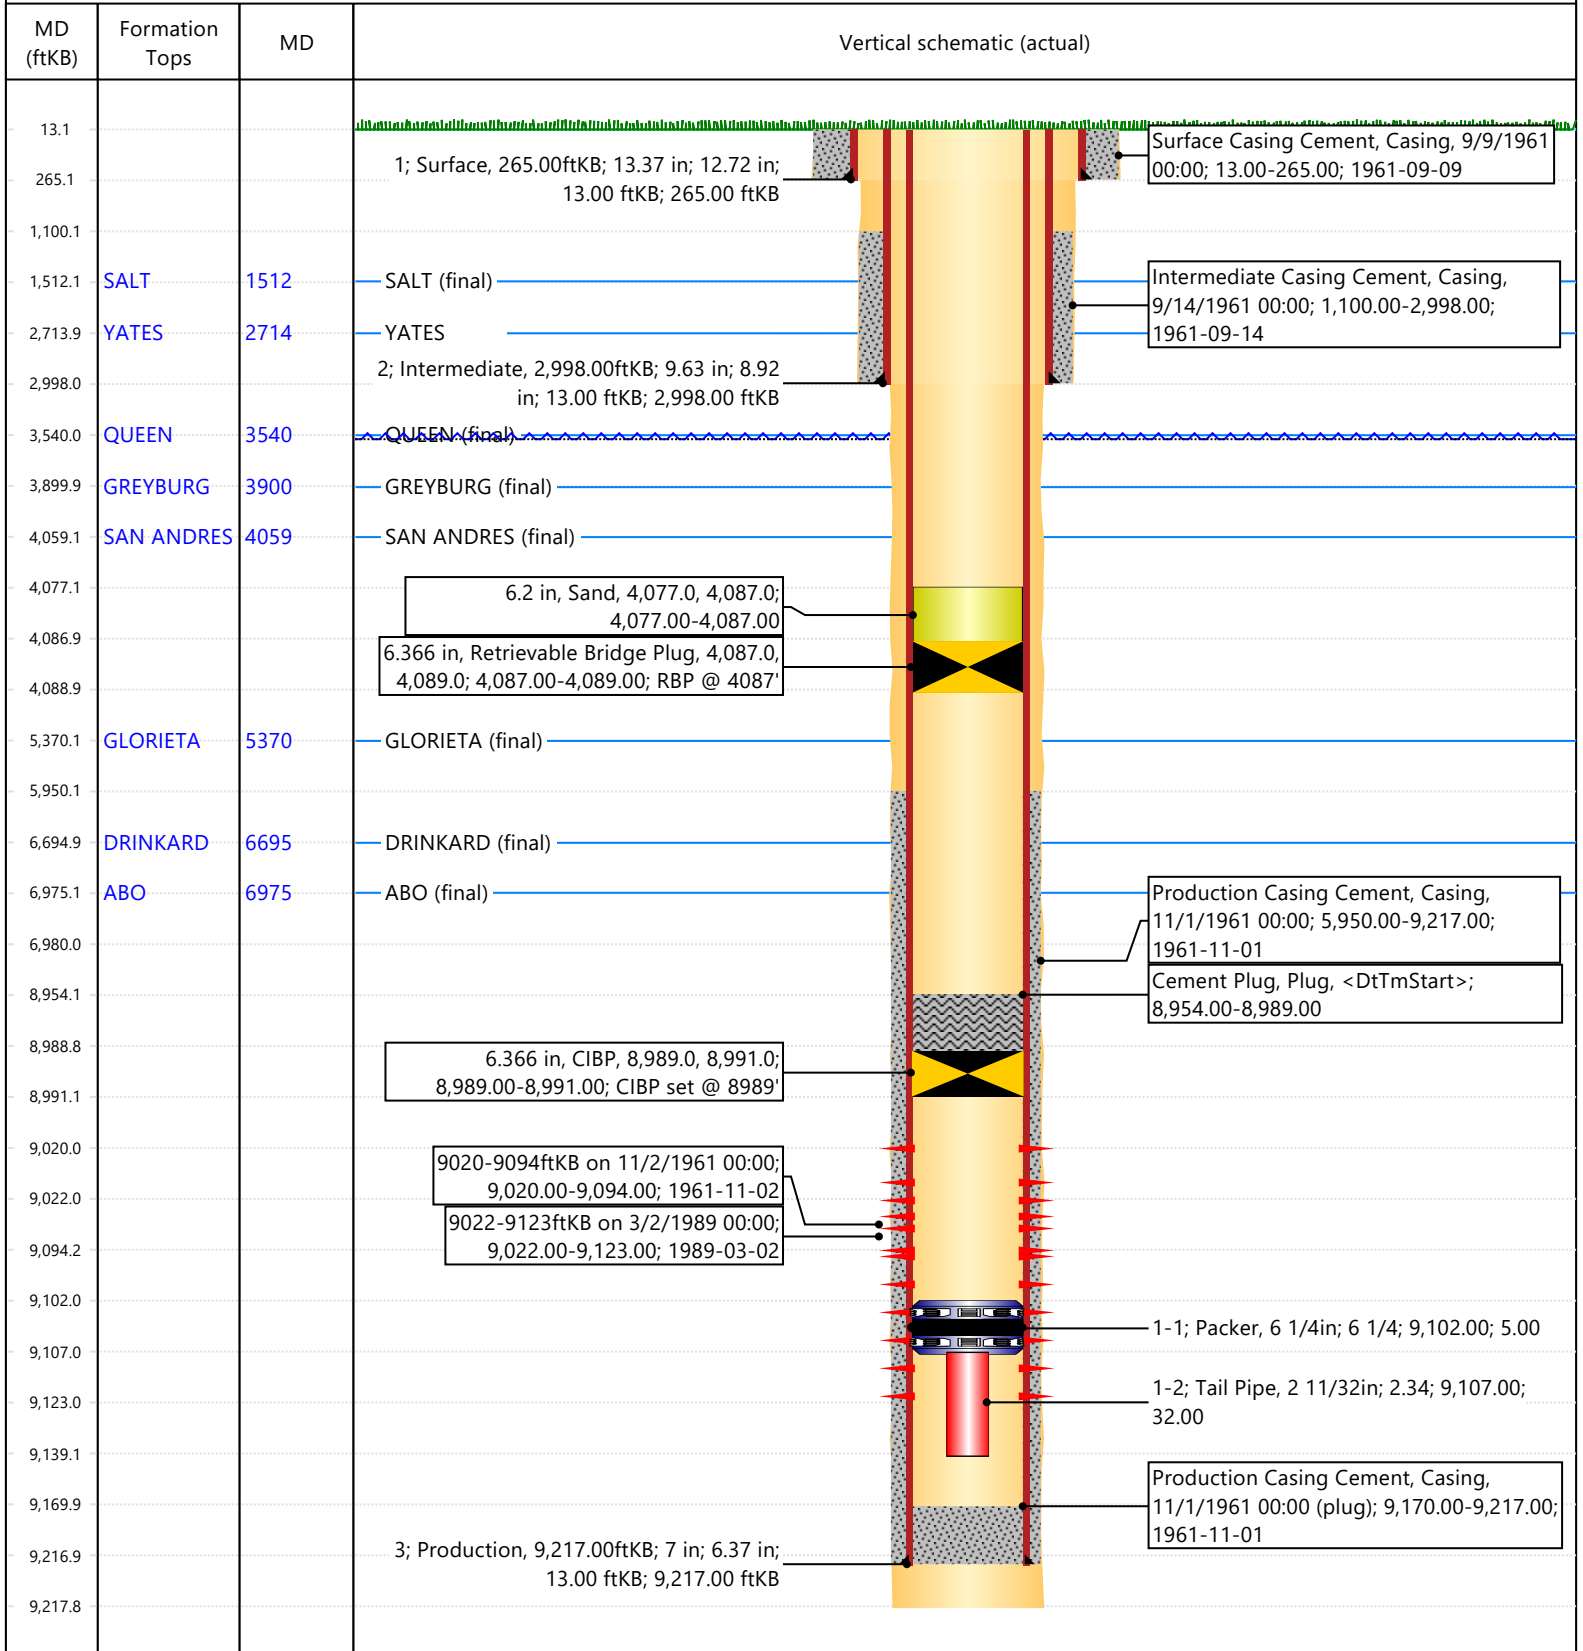 MD
(ftKB)
Formation
Tops
MD
Vertical schematic (actual)
13.1
1; Surface, 265.00ftKB; 13.37 in; 12.72 in;
13.00 ftKB; 265.00 ftKB
Surface Casing Cement, Casing, 9/9/1961
00:00; 13.00-265.00; 1961-09-09
265.1
1,100.1
1,512.1 SALT 1512 SALT (final)
Intermediate Casing Cement, Casing,
9/14/1961 00:00; 1,100.00-2,998.00;
1961-09-14
2,713.9 YATES 2714 YATES
2; Intermediate, 2,998.00ftKB; 9.63 in; 8.92
in; 13.00 ftKB; 2,998.00 ftKB
2,998.0
3,540.0 QUEEN 3540 QUEEN (final)
3,899.9 GREYBURG 3900 GREYBURG (final)
4,059.1 SAN ANDRES 4059 SAN ANDRES (final)
4,077.1
6.2 in, Sand, 4,077.0, 4,087.0;
4,077.00-4,087.00
4,086.9
6.366 in, Retrievable Bridge Plug, 4,087.0,
4,089.0; 4,087.00-4,089.00; RBP @ 4087'
4,088.9
5,370.1 GLORIETA 5370 GLORIETA (final)
5,950.1
6,694.9 DRINKARD 6695 DRINKARD (final)
6,975.1 ABO 6975 ABO (final)
Production Casing Cement, Casing,
11/1/1961 00:00; 5,950.00-9,217.00;
1961-11-01
6,980.0
Cement Plug, Plug, <DtTmStart>;
8,954.00-8,989.00
8,954.1
8,988.8
6.366 in, CIBP, 8,989.0, 8,991.0;
8,989.00-8,991.00; CIBP set @ 8989'
8,991.1
9,020.0
9020-9094ftKB on 11/2/1961 00:00;
9,020.00-9,094.00; 1961-11-02
9,022.0
9022-9123ftKB on 3/2/1989 00:00;
9,022.00-9,123.00; 1989-03-02
9,094.2
9,102.0
1-1; Packer, 6 1/4in; 6 1/4; 9,102.00; 5.00
9,107.0
1-2; Tail Pipe, 2 11/32in; 2.34; 9,107.00;
32.00
9,123.0
9,139.1
Production Casing Cement, Casing,
11/1/1961 00:00 (plug); 9,170.00-9,217.00;
1961-11-01
9,169.9
3; Production, 9,217.00ftKB; 7 in; 6.37 in;
13.00 ftKB; 9,217.00 ftKB
9,216.9
9,217.8